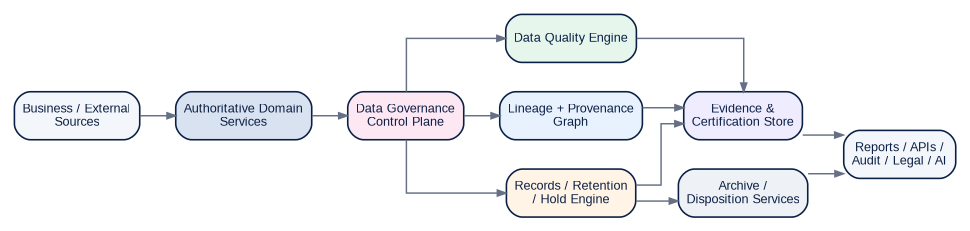 Data Quality Engine
Business / External
Sources
Authoritative Domain
Services
Data Governance
Control Plane
Lineage + Provenance
Graph
Evidence &
Certification Store
Reports / APIs /
Audit / Legal / AI
Records / Retention
/ Hold Engine
Archive /
Disposition Services